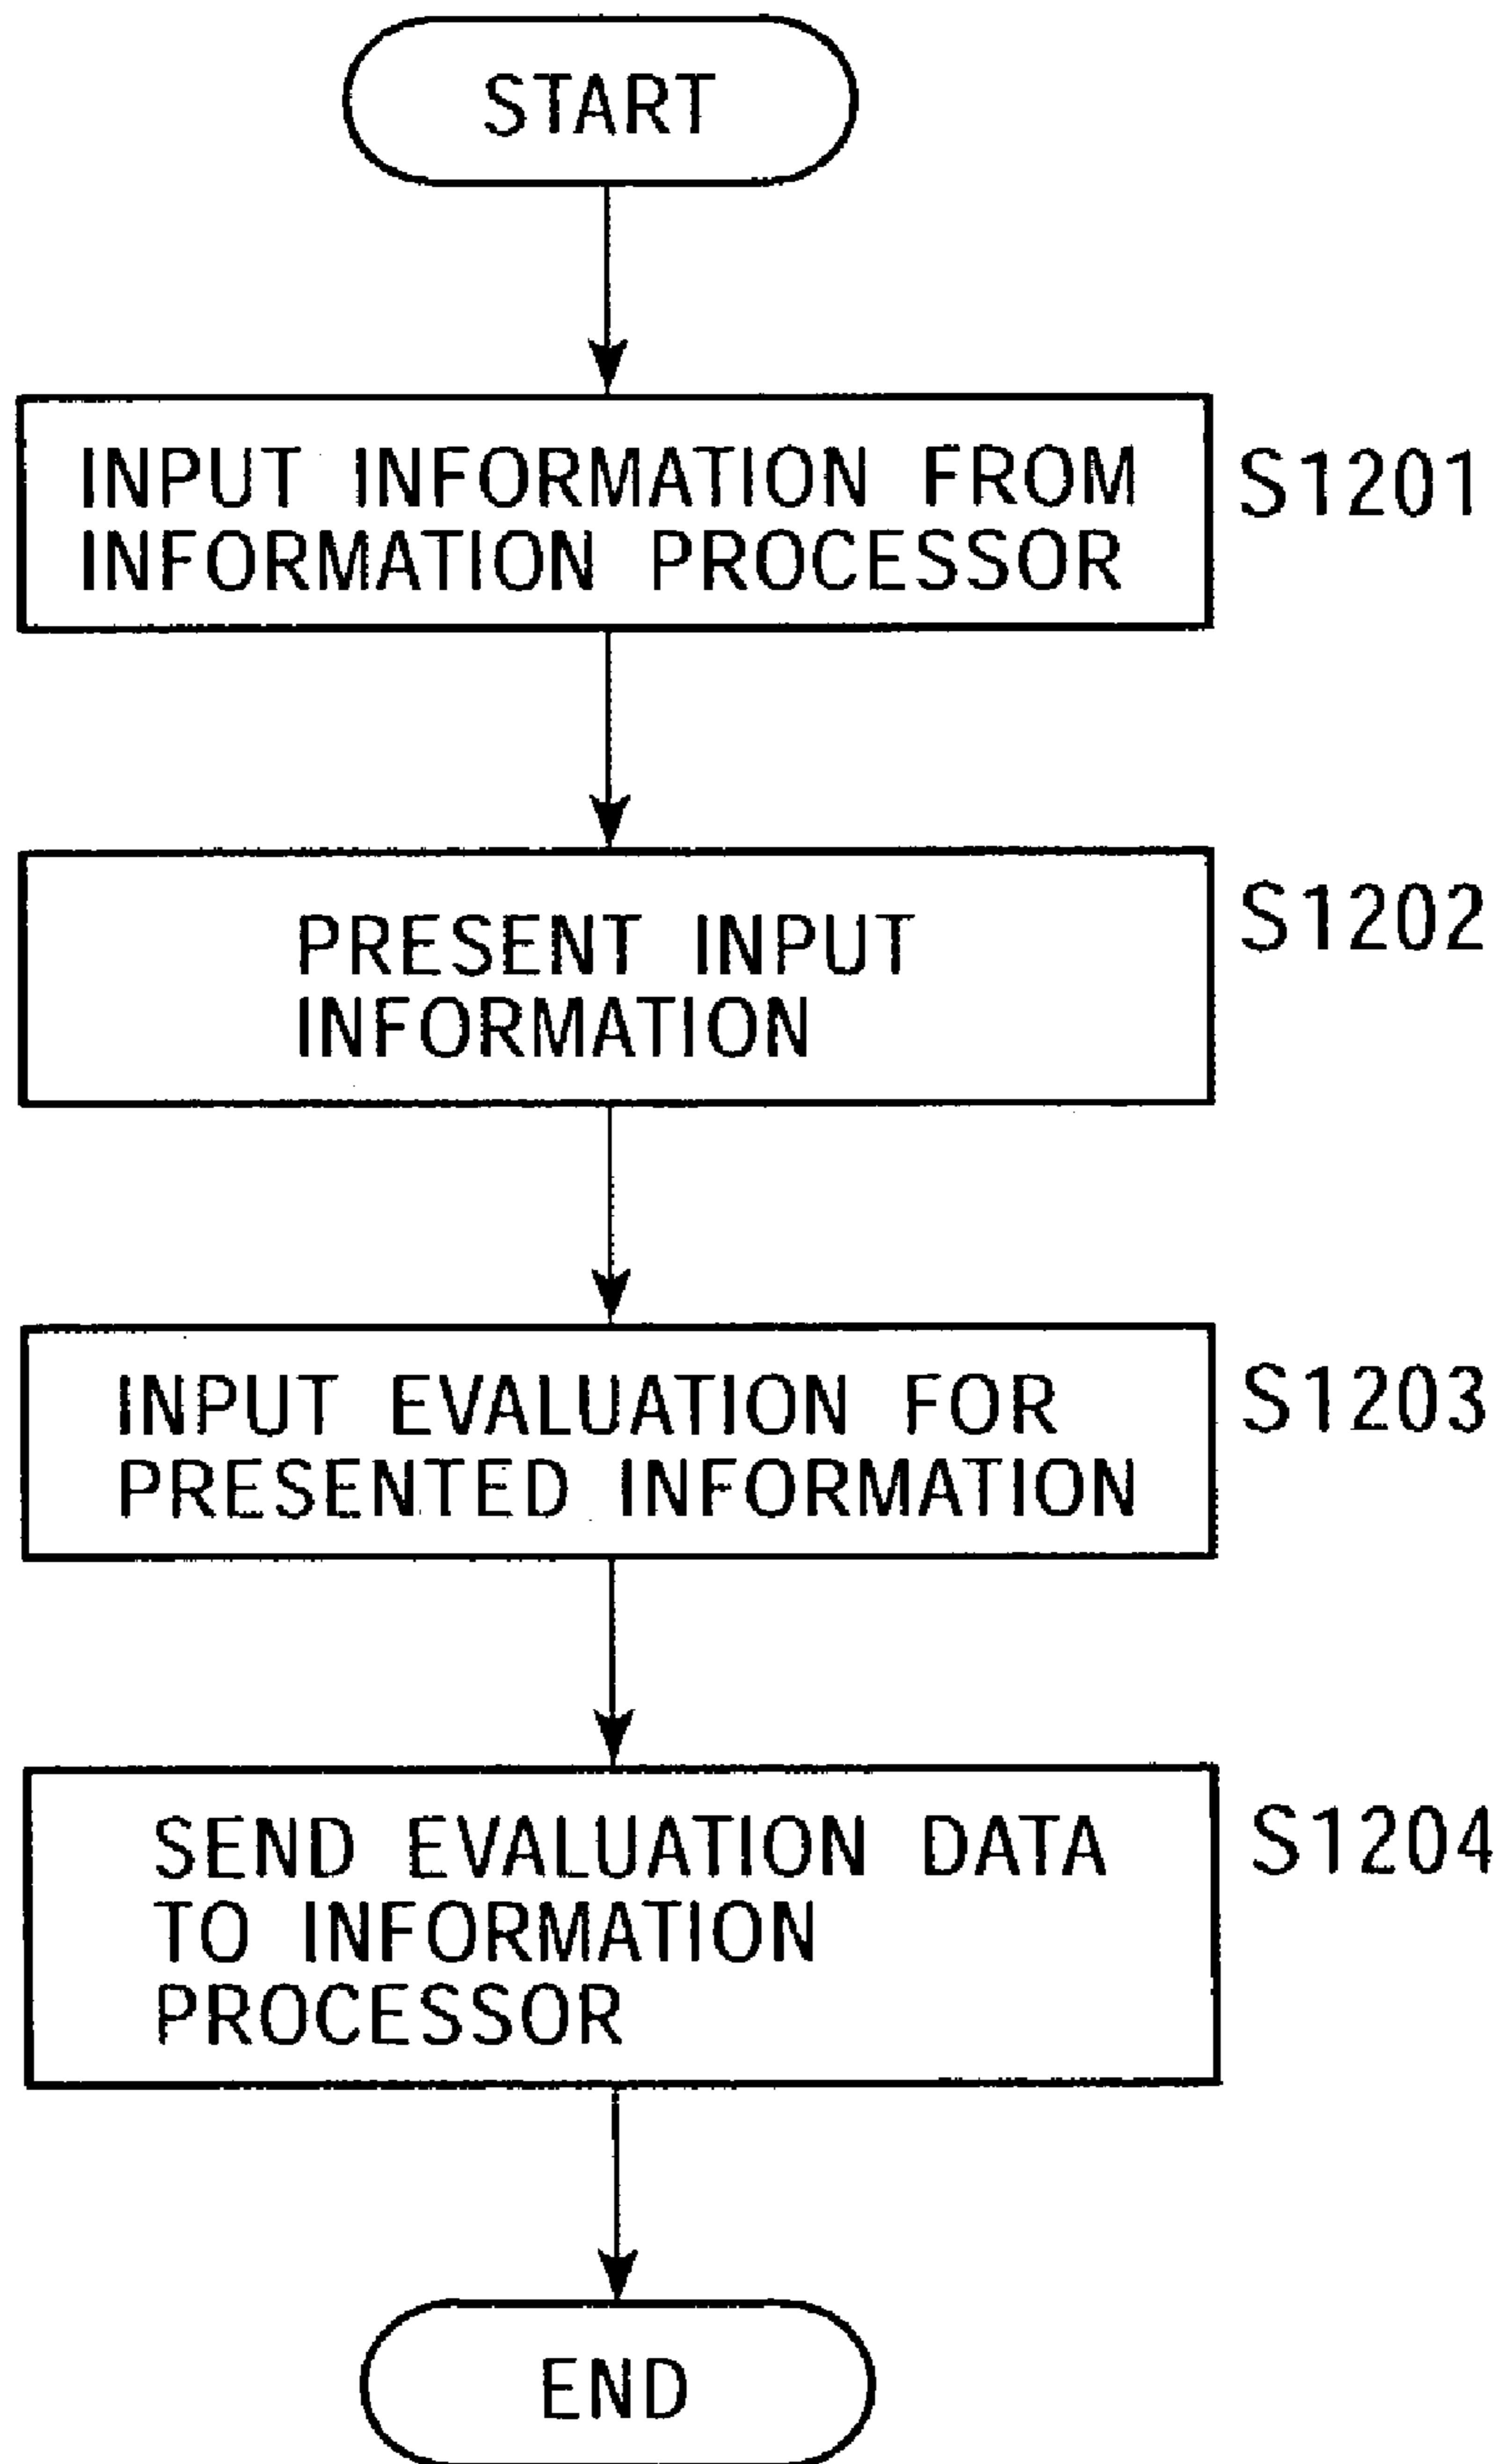 START
INPUT INFORMATION FROM
INFORMATION PROCESSOR
S1201
PRESENT INPUT
INFORMATION
S1202
INPUT EVALUATION FOR
PRESENTED INFORMATION
S1203
SEND EVALUATION DATA
TO INFORMATION
PROCESSOR
S1204
END